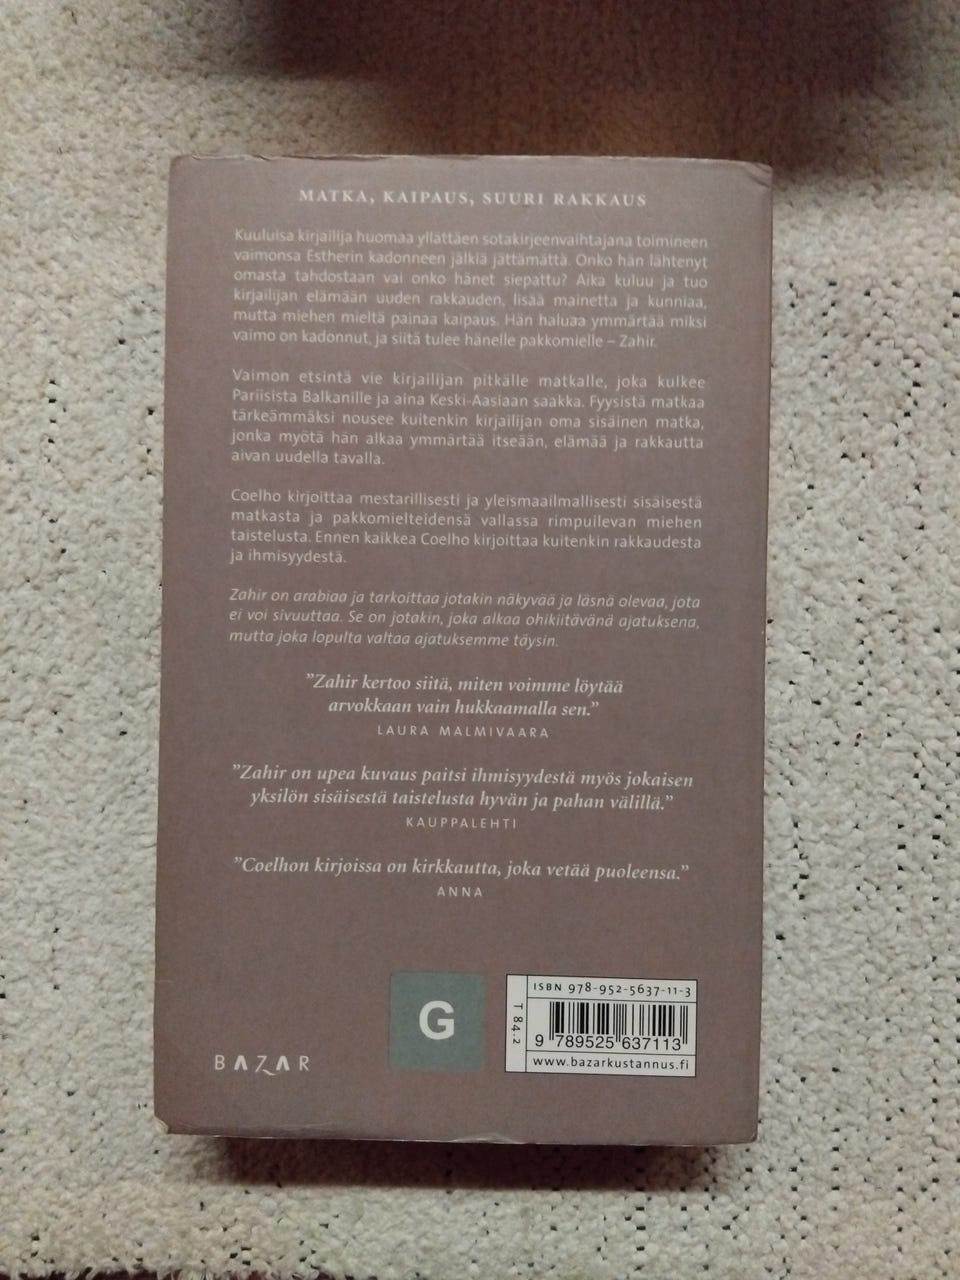 MATKA, KAIPAUS, SUURI RAKKAUS
Kuuluisa kirjailija huomaa yllättäen sotakirjeenvaihtajana toimineen
vaimonsa Estherin kadonneen jälkiä jättämättä. Onko hän lähtenyt
omasta tahdostaan vai onko hänet siepattu? Aika kuluu ja tuo
kirjailijan elämään uuden rakkauden, lisää mainetta ja kunniaa,
mutta miehen mieltä painaa kaipaus. Hän haluaa ymmärtää miksi
vaimo on kadonnut, ja siitä tulee hänelle pakkomielle – Zahir.
Vaimon etsintä vie kirjailijan pitkälle matkalle, joka kulkee
Pariisista Balkanille ja aina Keski-Aasiaan saakka. Fyysistä matkaa
tärkeämmäksi nousee kuitenkin kirjailijan oma sisäinen matka,
jonka myötä hän alkaa ymmärtää itseään, elämää ja rakkautta
aivan uudella tavalla.
Coelho kirjoittaa mestarillisesti ja yleismaailmallisesti sisäisestä
matkasta ja pakkomielteidensä vallassa rimpuilevan miehen
taistelusta. Ennen kaikkea Coelho kirjoittaa kuitenkin rakkaudesta
ja ihmisyydestä.
Zahir on arabiaa ja tarkoittaa jotakin näkyvää ja läsnä olevaa, jota
ei voi sivuuttaa. Se on jotakin, joka alkaa ohikiitävänä ajatuksena,
mutta joka lopulta valtaa ajatuksemme täysin.
”Zahir kertoo siitä, miten voimme löytää
arvokkaan vain hukkaamalla sen.”
LAURA MALMIVAARA
”Zahir on upea kuvaus paitsi ihmisyydestä myös jokaisen
yksilön sisäisestä taistelusta hyvän ja pahan välillä.”
KAUPPALEHTI
”Coelhon kirjoissa on kirkkautta, joka vetää puoleensa.”
ANNA
BAZAR
G
T 84.2
ISBN 978-952-5637-11-3
9 789525 637113
www.bazarkustannus.fi